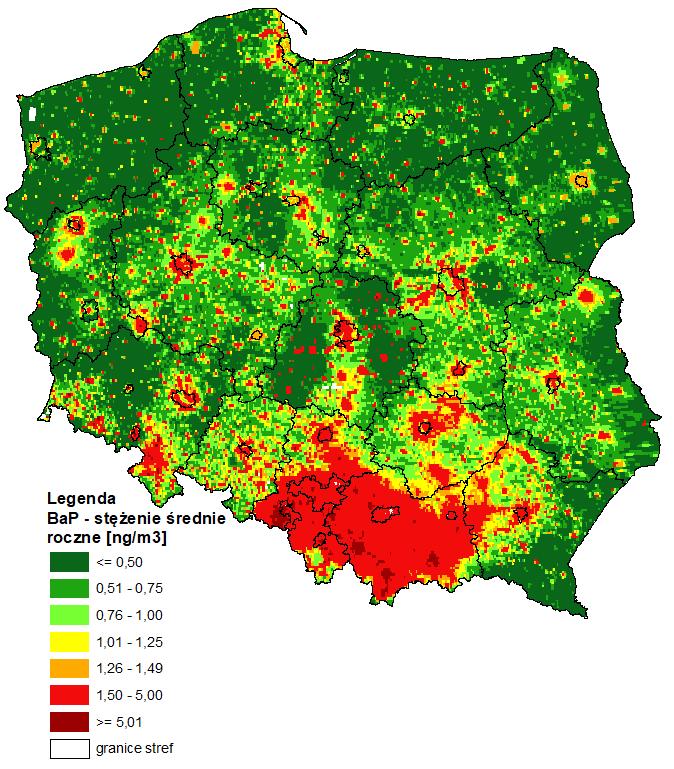 Legenda
BaP - stężenie średnie
roczne [ng/m3]
<= 0,50
0,51 - 0,75
0,76 - 1,00
1,01 - 1,25
1,26 - 1,49
1,50 - 5,00
>= 5,01
granice stref